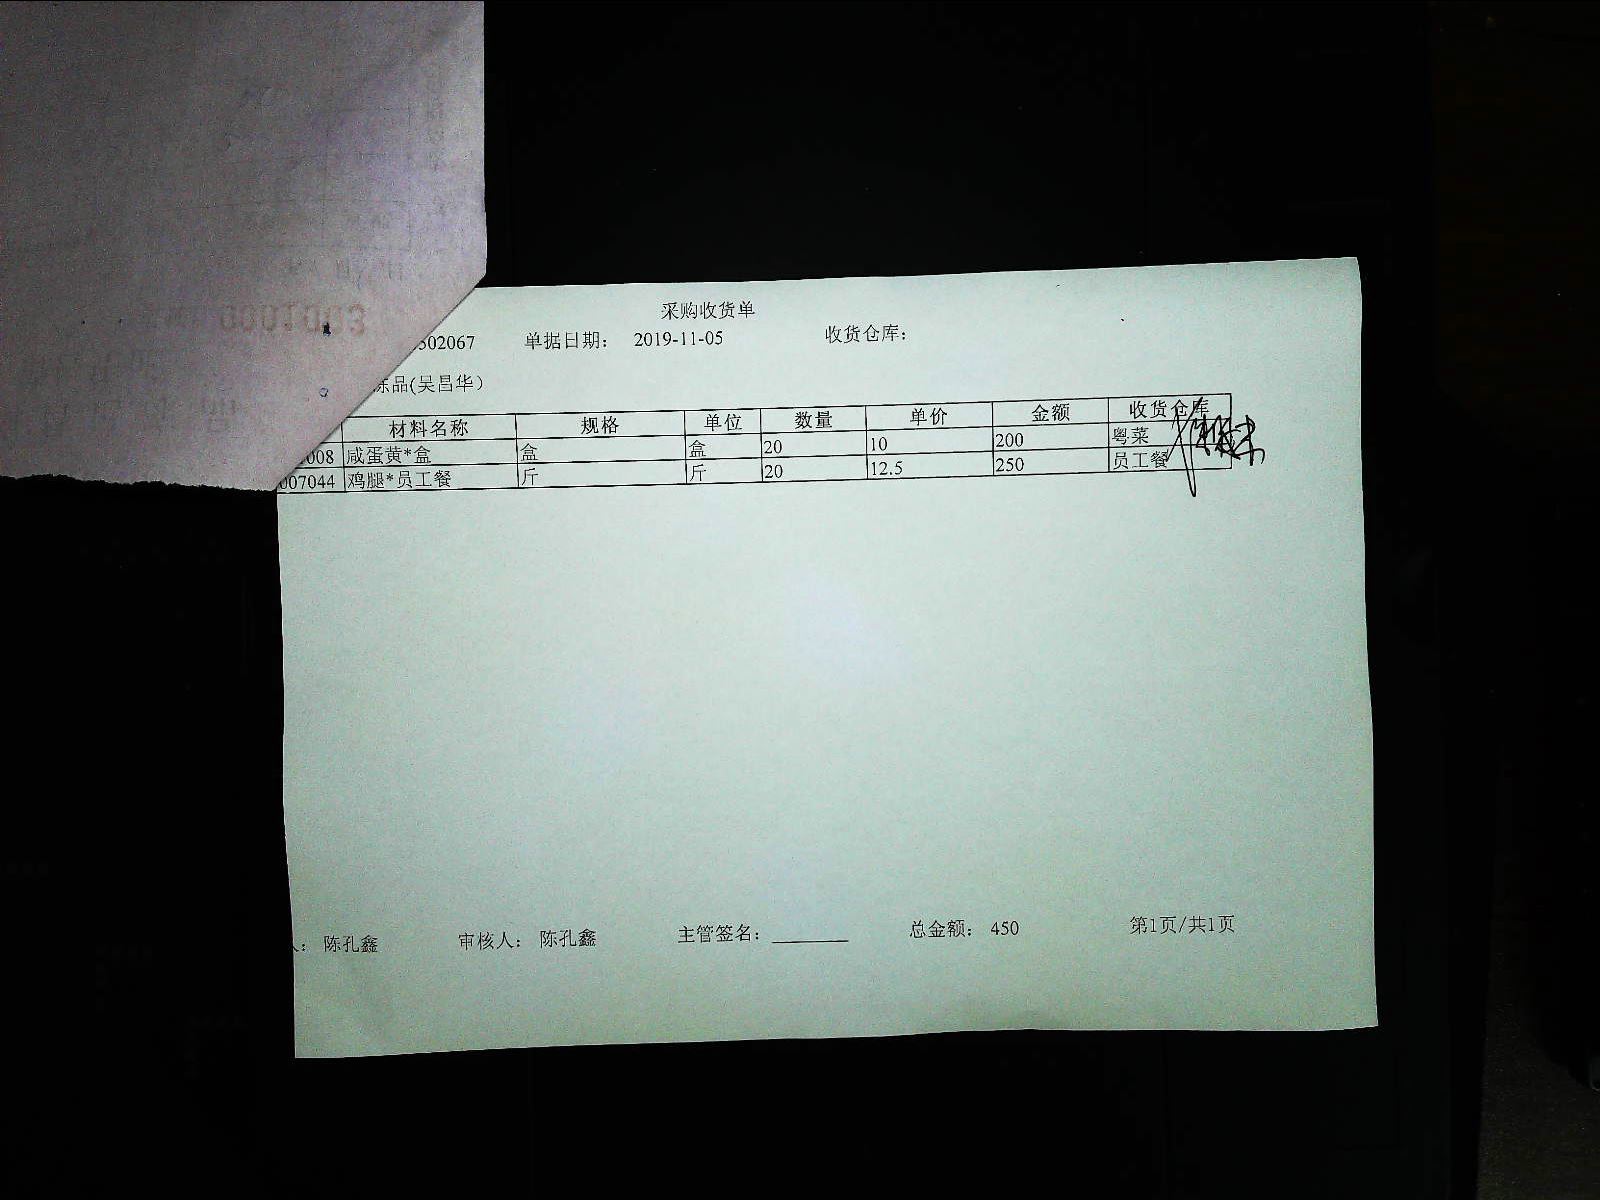 采购收货单
502067 单据日期： 2019-11-05 收货仓库：
冻品(吴昌华）
材料名称 规格 单位 数量 单价 金额 收货仓库
008 咸蛋黄*盒 盒 盒 20 10 200 粤菜
007044 鸡腿*员工餐 斤 斤 20 12.5 250 员工餐
人： 陈孔鑫 审核人： 陈孔鑫 主管签名： 总金额： 450 第1页/共1页
0001003